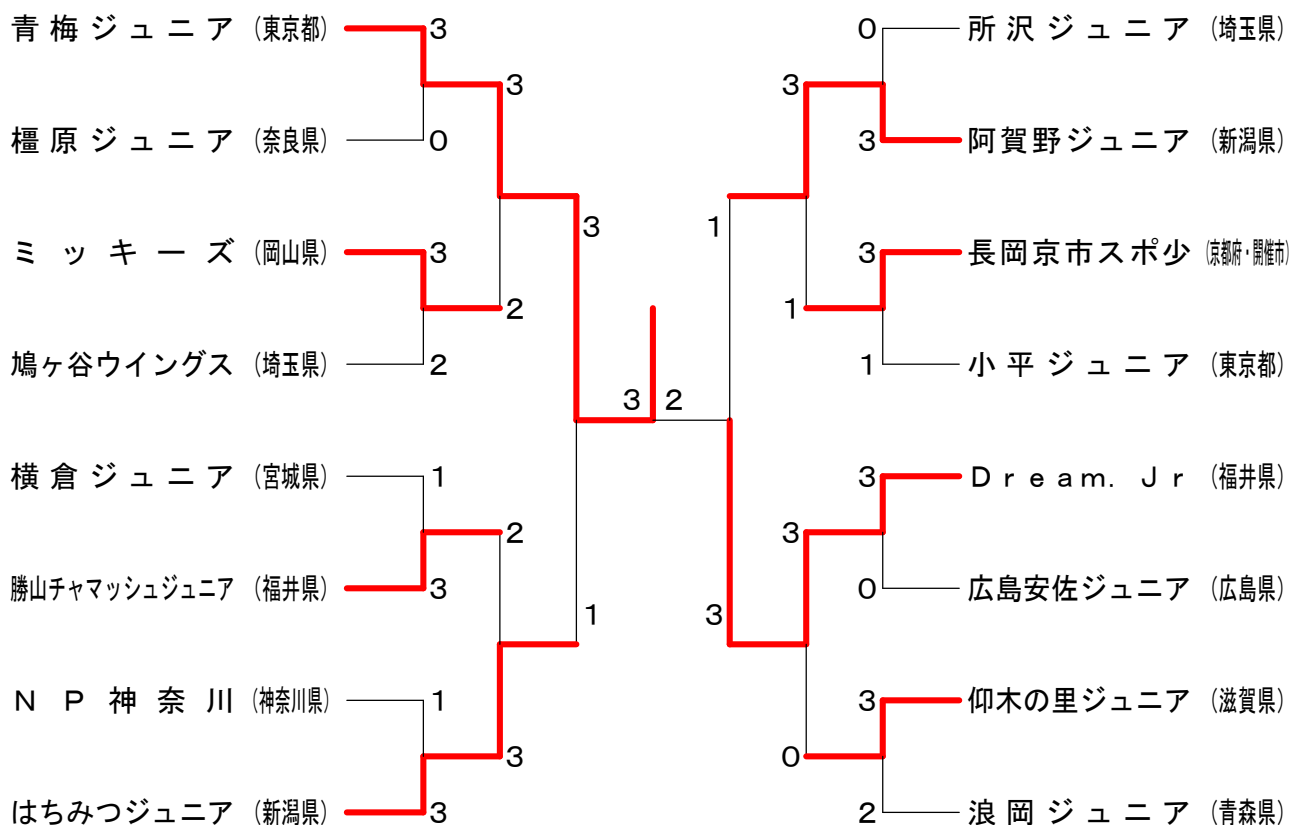 青梅ジュニア (東京都) 3
3
橿原ジュニア (奈良県) 0
3
ミッキーズ (岡山県) 3
2
鳩ヶ谷ウイングス (埼玉県) 2
3 2
横倉ジュニア (宮城県) 1
2
勝山チャマッシュジュニア (福井県) 3
1
NP神奈川 (神奈川県) 1
3
はちみつジュニア (新潟県) 3
0 所沢ジュニア (埼玉県)
3
3 阿賀野ジュニア (新潟県)
1
3 長岡京市スポ少 (京都府・開催市)
1
1 小平ジュニア (東京都)
3 Dream. Jr (福井県)
3
0 広島安佐ジュニア (広島県)
3
3 仰木の里ジュニア (滋賀県)
0
2 浪岡ジュニア (青森県)